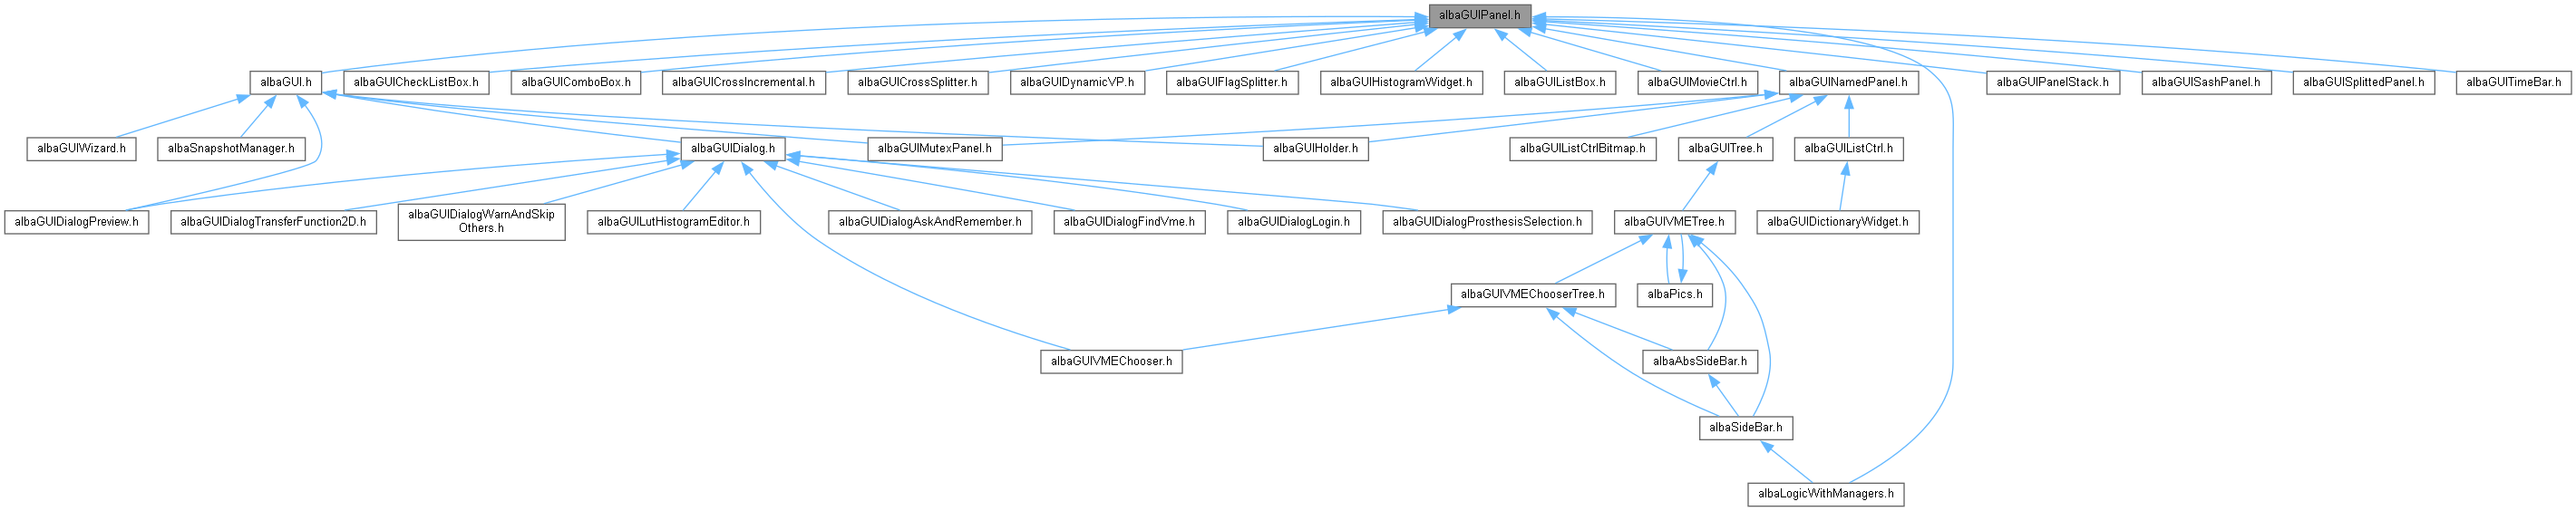 albaGUIPanel.h
albaGUI.h
albaGUICheckListBox.h
albaGUIComboBox.h
albaGUICrossIncremental.h
albaGUICrossSplitter.h
albaGUIDynamicVP.h
albaGUIFlagSplitter.h
albaGUIHistogramWidget.h
albaGUIListBox.h
albaGUIMovieCtrl.h
albaGUINamedPanel.h
albaGUIPanelStack.h
albaGUISashPanel.h
albaGUISplittedPanel.h
albaGUITimeBar.h
albaGUIWizard.h
albaSnapshotManager.h
albaGUIDialog.h
albaGUIMutexPanel.h
albaGUIHolder.h
albaGUIListCtrlBitmap.h
albaGUITree.h
albaGUIListCtrl.h
albaGUIDialogPreview.h
albaGUIDialogTransferFunction2D.h
albaGUIDialogWarnAndSkip
Others.h
albaGUILutHistogramEditor.h
albaGUIDialogAskAndRemember.h
albaGUIDialogFindVme.h
albaGUIDialogLogin.h
albaGUIDialogProsthesisSelection.h
albaGUIVMETree.h
albaGUIDictionaryWidget.h
albaGUIVMEChooserTree.h
albaPics.h
albaGUIVMEChooser.h
albaAbsSideBar.h
albaSideBar.h
albaLogicWithManagers.h